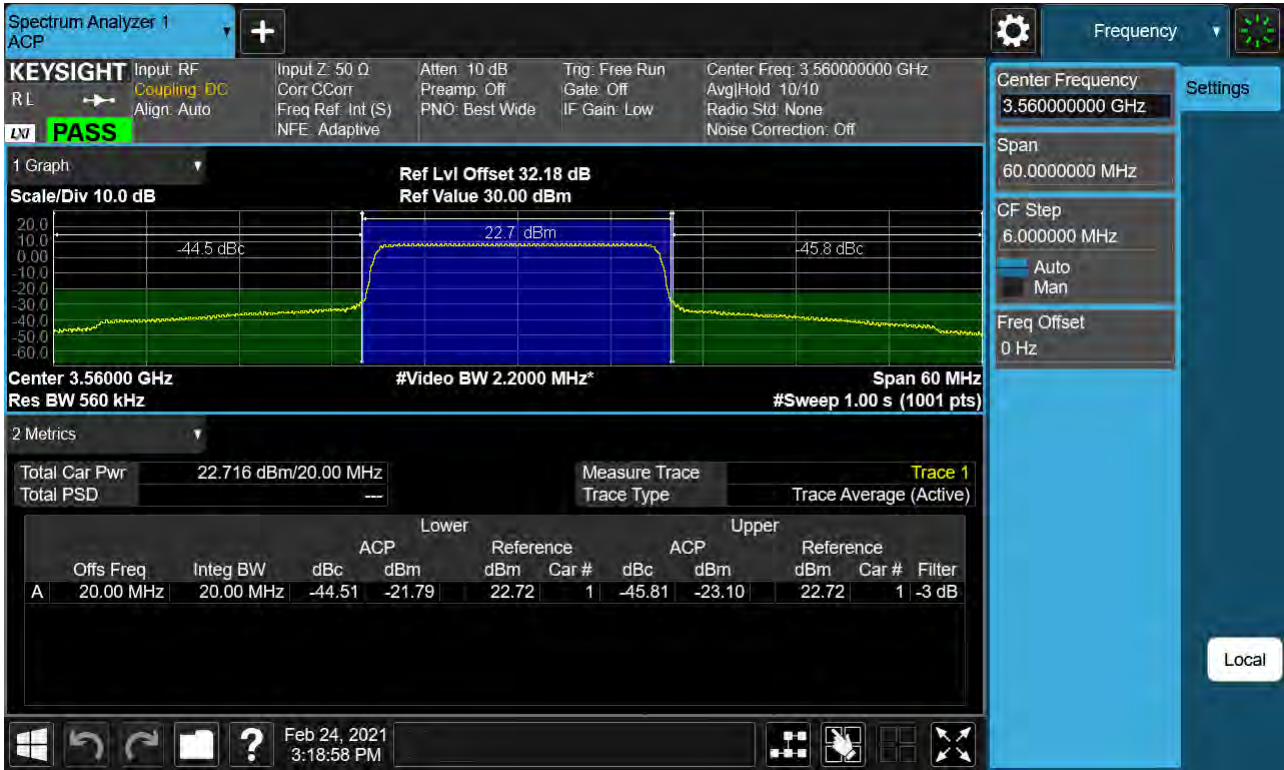 Spectrum Analyzer 1
ACP
Frequency
KEYSIGHT Input: RF Input Z: 50 Ω Atten: 10 dB Trig: Free Run Center Freq: 3.560000000 GHz
RL Coupling: DC Corr CCorr Preamp: Off Gate: Off Avg|Hold: 10/10
Align: Auto Freq Ref: Int (S) PNO: Best Wide IF Gain: Low Radio Std: None
LXI PASS NFE: Adaptive Noise Correction: Off
Center Frequency
3.560000000 GHz
Settings
Span
60.0000000 MHz
CF Step
6.000000 MHz
Auto
Man
Freq Offset
0 Hz
1 Graph
Ref Lvl Offset 32.18 dB
Scale/Div 10.0 dB Ref Value 30.00 dBm
20.0
10.0
0.00
-10.0
-20.0
-30.0
-40.0
-50.0
-60.0
-44.5 dBc 22.7 dBm -45.8 dBc
Center 3.56000 GHz #Video BW 2.2000 MHz* Span 60 MHz
Res BW 560 kHz #Sweep 1.00 s (1001 pts)
2 Metrics
Total Car Pwr 22.716 dBm/20.00 MHz Measure Trace Trace 1
Total PSD --- Trace Type Trace Average (Active)
Lower Upper
ACP Reference ACP Reference
Offs Freq Integ BW dBc dBm dBm Car # dBc dBm dBm Car # Filter
A 20.00 MHz 20.00 MHz -44.51 -21.79 22.72 1 -45.81 -23.10 22.72 1 -3 dB
Local
? Feb 24, 2021
3:18:58 PM